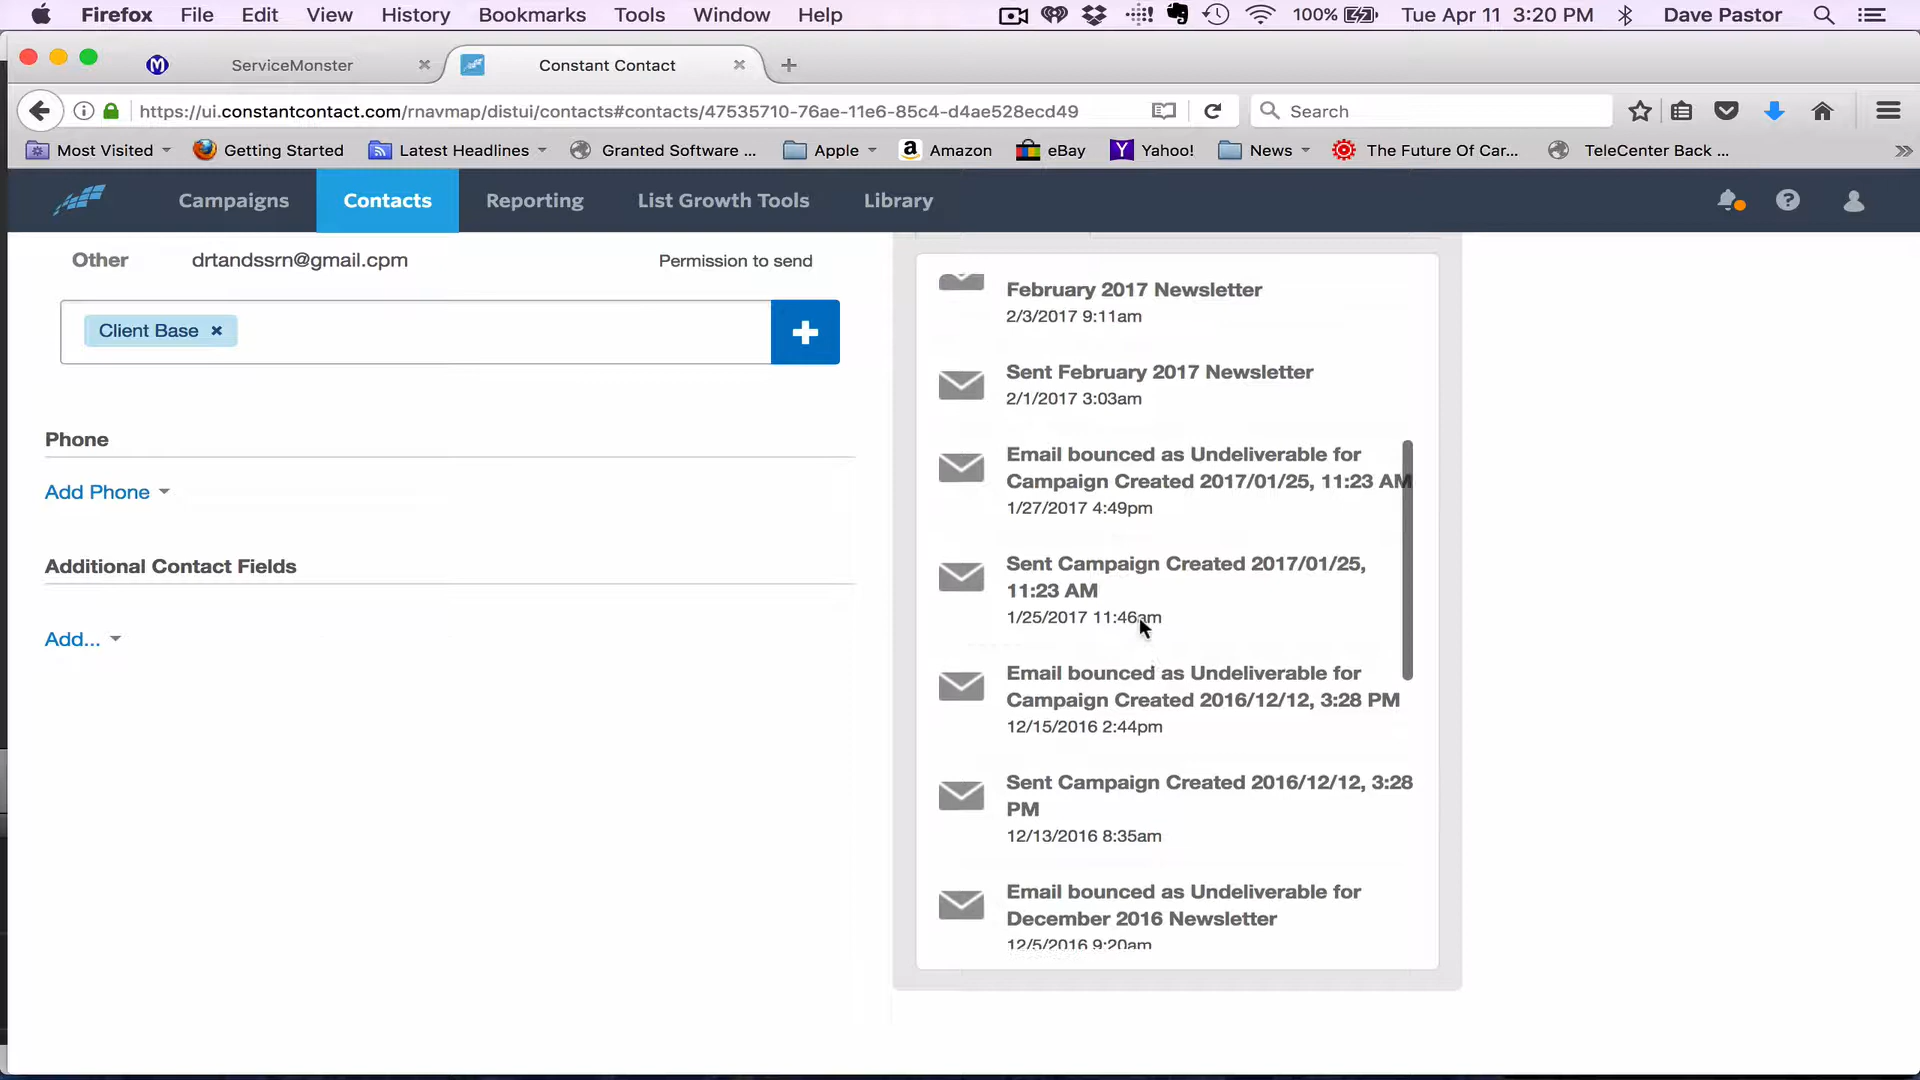 Firefox File Edit View History Bookmarks Tools Window Help 100% Tue Apr 11 3:20 PM Dave Pastor
M ServiceMonster Constant Contact
https://ui.constantcontact.com/rnavmap/distui/contacts#contacts/47535710-76ae-11e6-85c4-d4ae528ecd49 Search
Most Visited Getting Started Latest Headlines Granted Software ... Apple Amazon eBay Yahoo! News The Future Of Car... TeleCenter Back ...
Campaigns Contacts Reporting List Growth Tools Library
Other drtandssrn@gmail.cpm Permission to send
Client Base
Phone
Add Phone
Additional Contact Fields
Add...
February 2017 Newsletter
2/3/2017 9:11am
Sent February 2017 Newsletter
2/1/2017 3:03am
Email bounced as Undeliverable for
Campaign Created 2017/01/25, 11:23 AM
1/27/2017 4:49pm
Sent Campaign Created 2017/01/25,
11:23 AM
1/25/2017 11:46am
Email bounced as Undeliverable for
Campaign Created 2016/12/12, 3:28 PM
12/15/2016 2:44pm
Sent Campaign Created 2016/12/12, 3:28
PM
12/13/2016 8:35am
Email bounced as Undeliverable for
December 2016 Newsletter
12/5/2016 9:20am